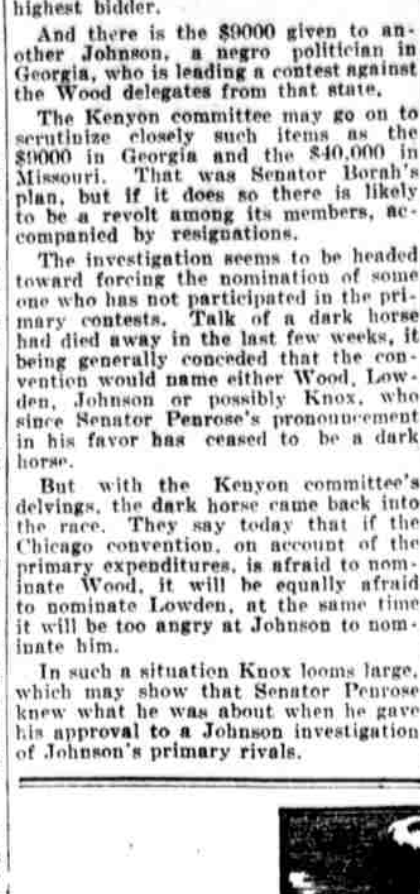 highest bidder.
And there is the $9000 given to an-
other Johnson, a negro politician in
Georgia, who is leading a contest against
the Wood delegates from that state.
The Kenyon committee may go on to
scrutinize closely such items as the
$9000 in Georgia and the $40,000 in
Missouri. That was Senator Borah's
plan, but if it does so there is likely
to be a revolt among its members, ac-
companied by resignations.
The investigation seems to be headed
toward forcing the nomination of some
one who has not participated in the pri-
mary contests. Talk of a dark horse
had died away in the last few weeks, it
being generally conceded that the con-
vention would name either Wood, Low-
den, Johnson or possibly Knox, who
since Senator Penrose's pronouncement
in his favor has ceased to be a dark
horse.
But with the Kenyon committee's
delvings, the dark horse came back into
the race. They say today that if the
Chicago convention, on account of the
primary expenditures, is afraid to nom-
inate Wood, it will be equally afraid
to nominate Lowden, at the same time
it will be too angry at Johnson to nom-
inate him.
In such a situation Knox looms large,
which may show that Senator Penrose
knew what he was about when he gave
his approval to a Johnson investigation
of Johnson's primary rivals.